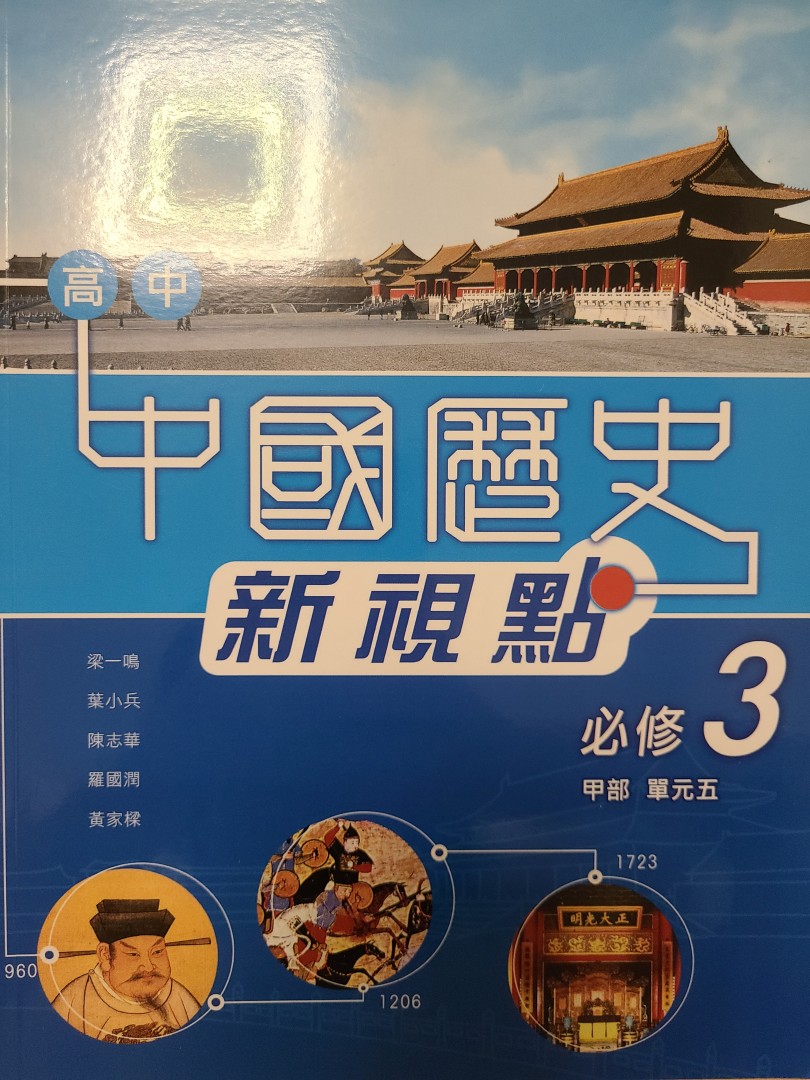 高中
中國歷史
新視點
梁一鳴
葉小兵
陳志華
羅國潤
黃家樑
必修3
甲部 單元五
960
1206
1723
明光大正